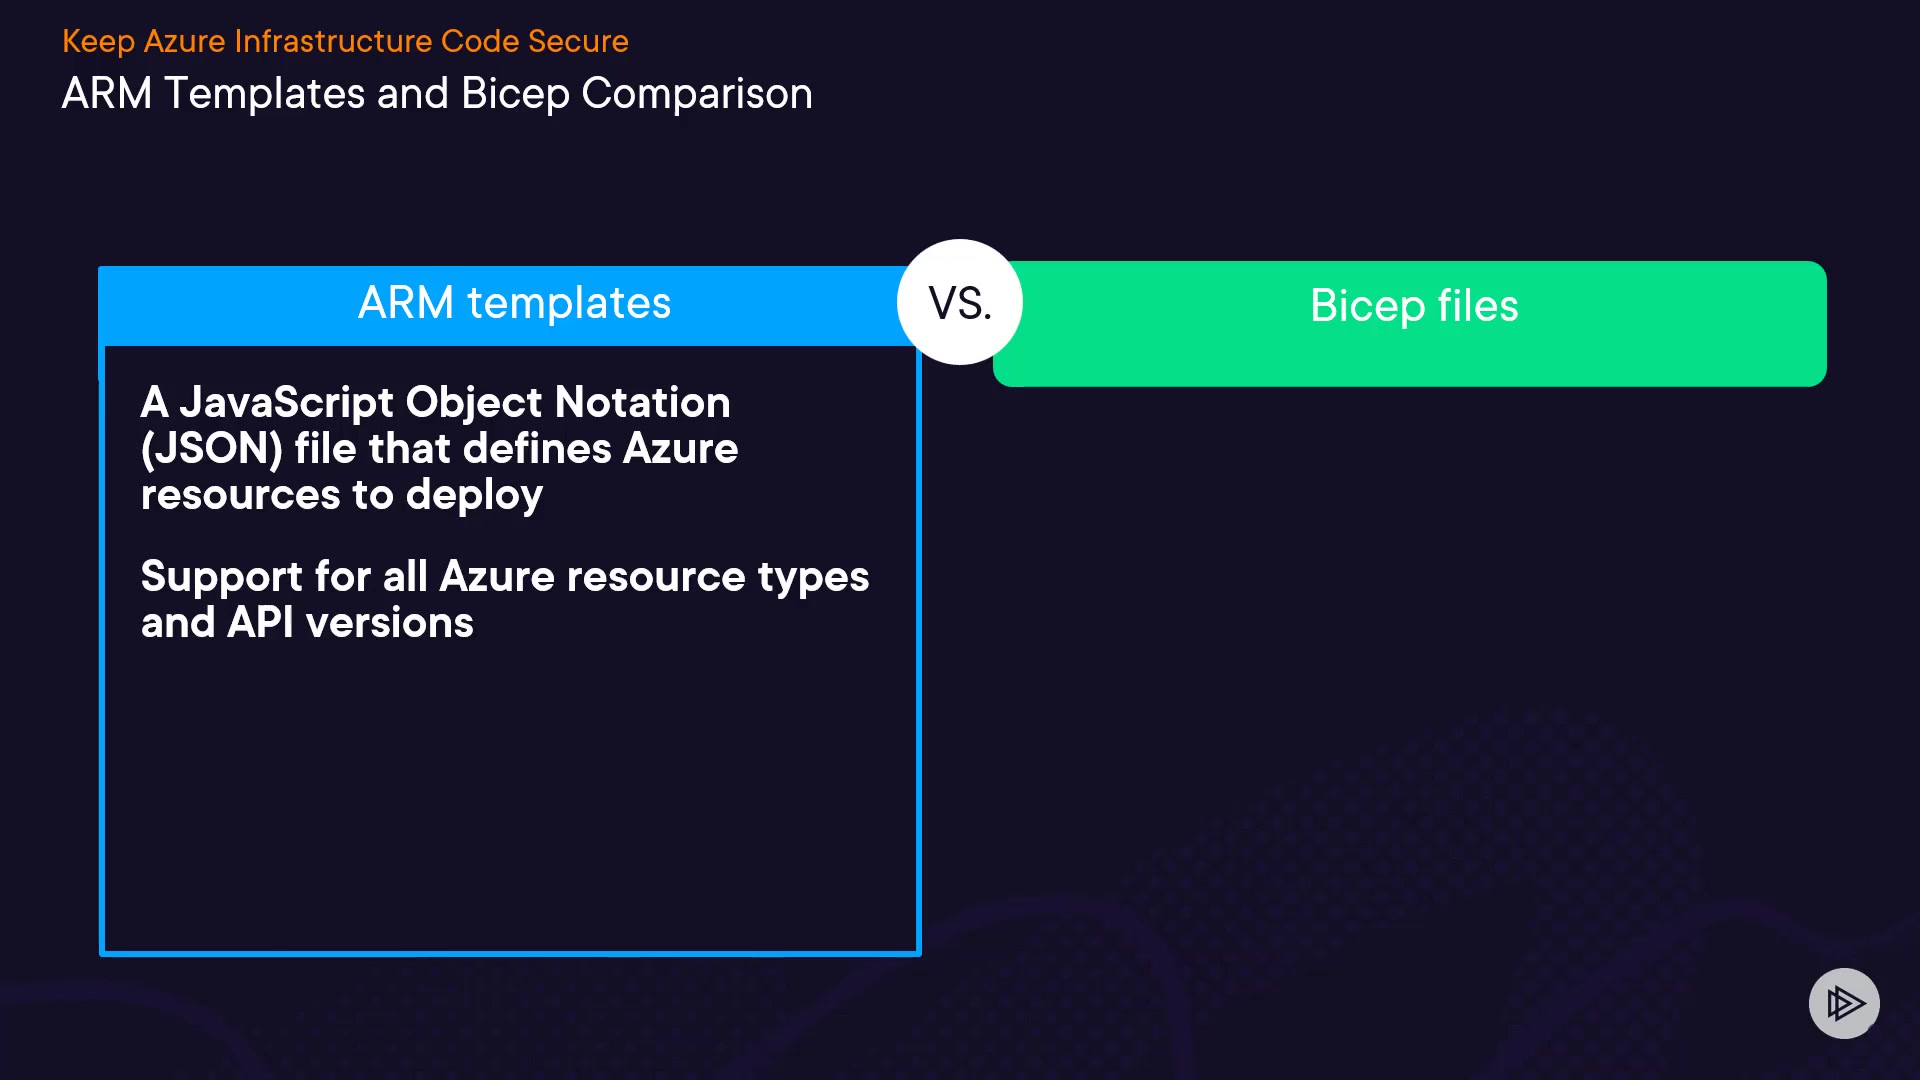 Keep Azure Infrastructure Code Secure
ARM Templates and Bicep Comparison
ARM templates
VS.
Bicep files
A JavaScript Object Notation
(JSON) file that defines Azure
resources to deploy
Support for all Azure resource types
and API versions